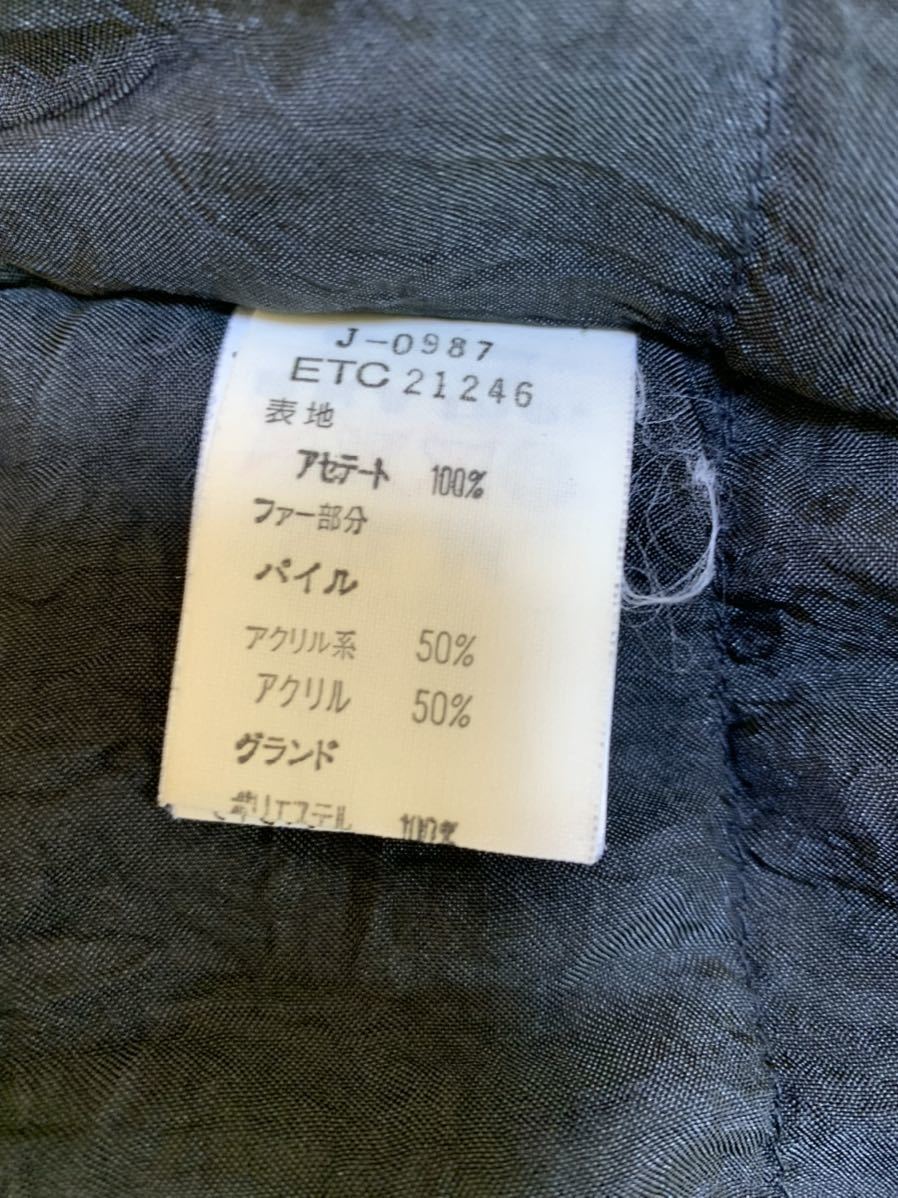 J-0987
ETC 21246
表地
アセテート 100%
ファー部分
パイル
アクリル系 50%
アクリル 50%
グランド
ポリエステル 100%